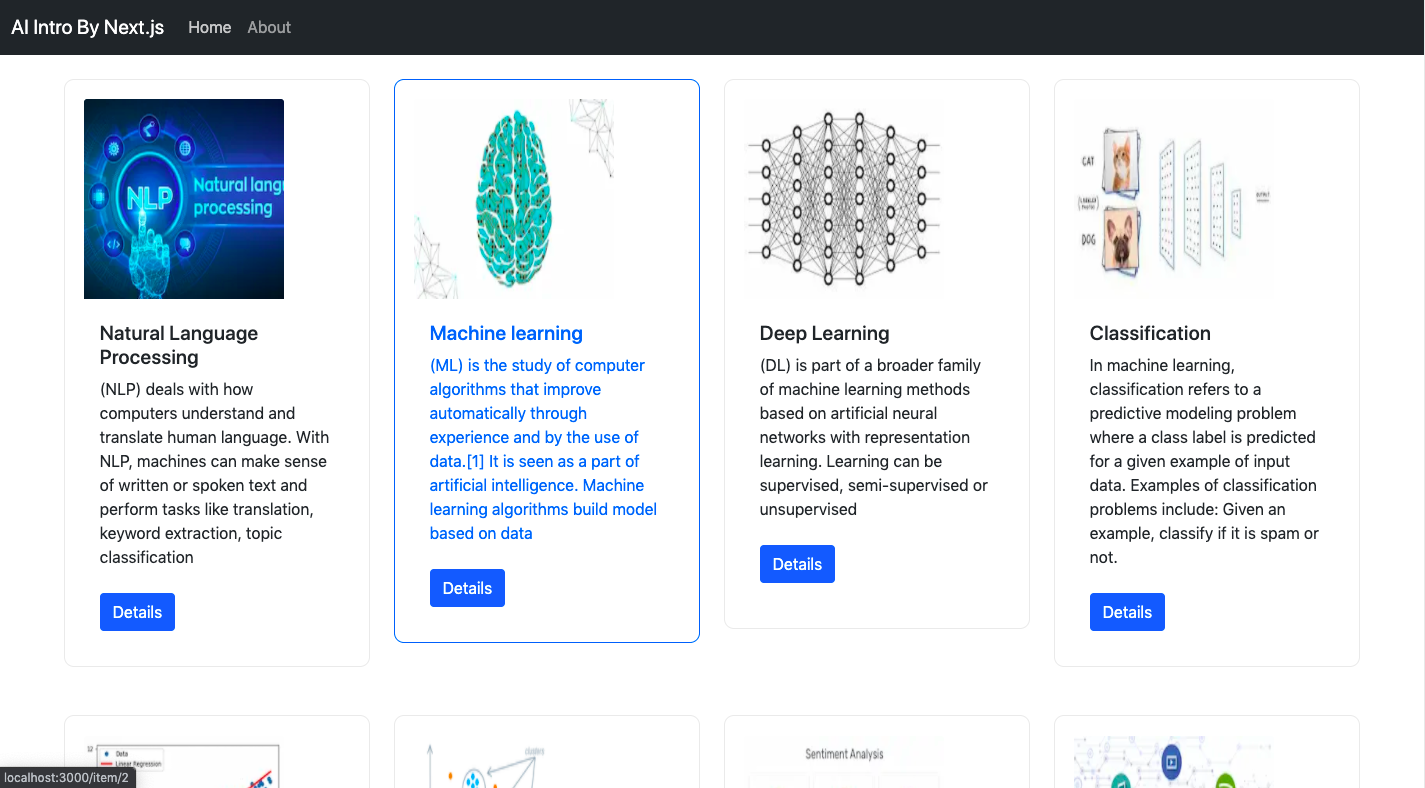 AI Intro By Next.js Home About
NLP
Natural lang
processing
CAT
DOG
OUTPUT
Natural Language
Processing
(NLP) deals with how
computers understand and
translate human language. With
NLP, machines can make sense
of written or spoken text and
perform tasks like translation,
keyword extraction, topic
classification
Details
Machine learning
(ML) is the study of computer
algorithms that improve
automatically through
experience and by the use of
data.[1] It is seen as a part of
artificial intelligence. Machine
learning algorithms build model
based on data
Details
Deep Learning
(DL) is part of a broader family
of machine learning methods
based on artificial neural
networks with representation
learning. Learning can be
supervised, semi-supervised or
unsupervised
Details
Classification
In machine learning,
classification refers to a
predictive modeling problem
where a class label is predicted
for a given example of input
data. Examples of classification
problems include: Given an
example, classify if it is spam or
not.
Details
12
Data
Linear Regression
clusters
Sentiment Analysis
localhost:3000/item/2